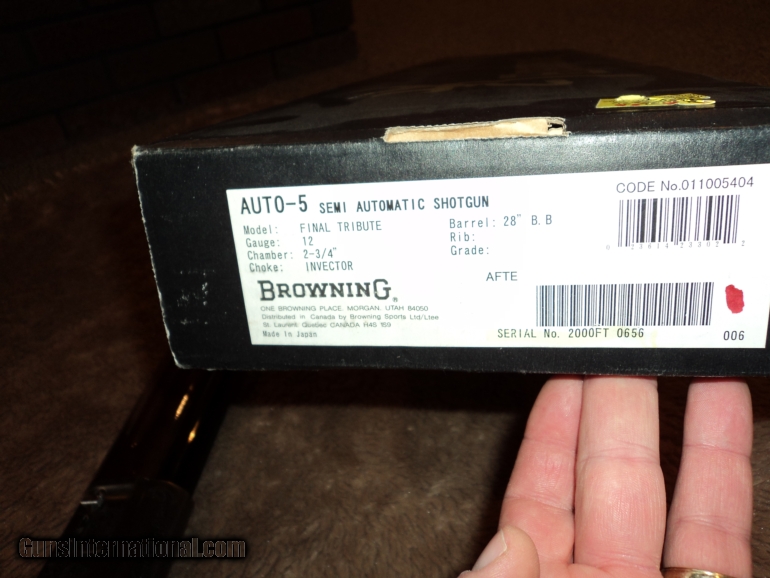 CODE No.011005404
AUTO-5 SEMI AUTOMATIC SHOTGUN
Model: FINAL TRIBUTE
Gauge: 12
Chamber: 2-3/4"
Choke: INVECTOR
Barrel: 28" B.B
Rib:
Grade:
AFTE
BROWNING®
ONE BROWNING PLACE, MORGAN, UTAH 84050
Distributed in Canada by Browning Sports Ltd/Ltee
St. Laurent Quebec CANADA
Made in Japan
SERIAL No. 2000FT 0656
006
GunsInternational.com